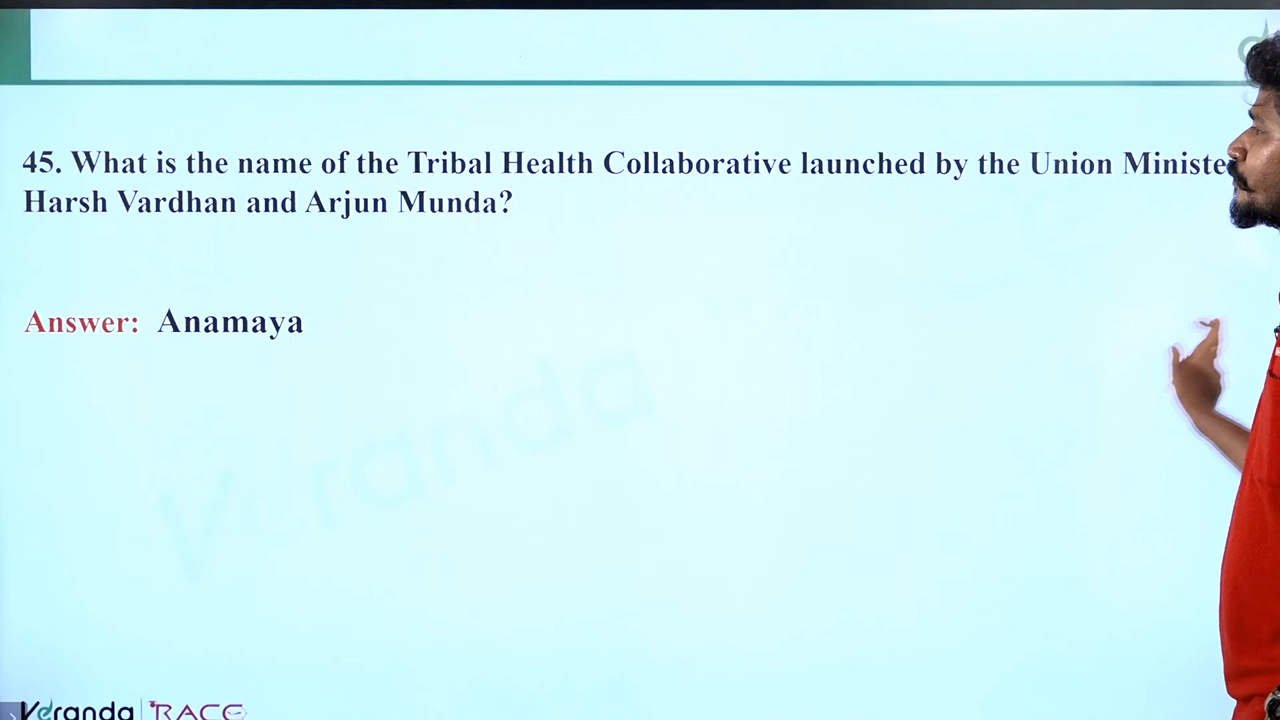 45. What is the name of the Tribal Health Collaborative launched by the Union Ministe
Harsh Vardhan and Arjun Munda?
Answer: Anamaya
Veranda
Veranda RACE